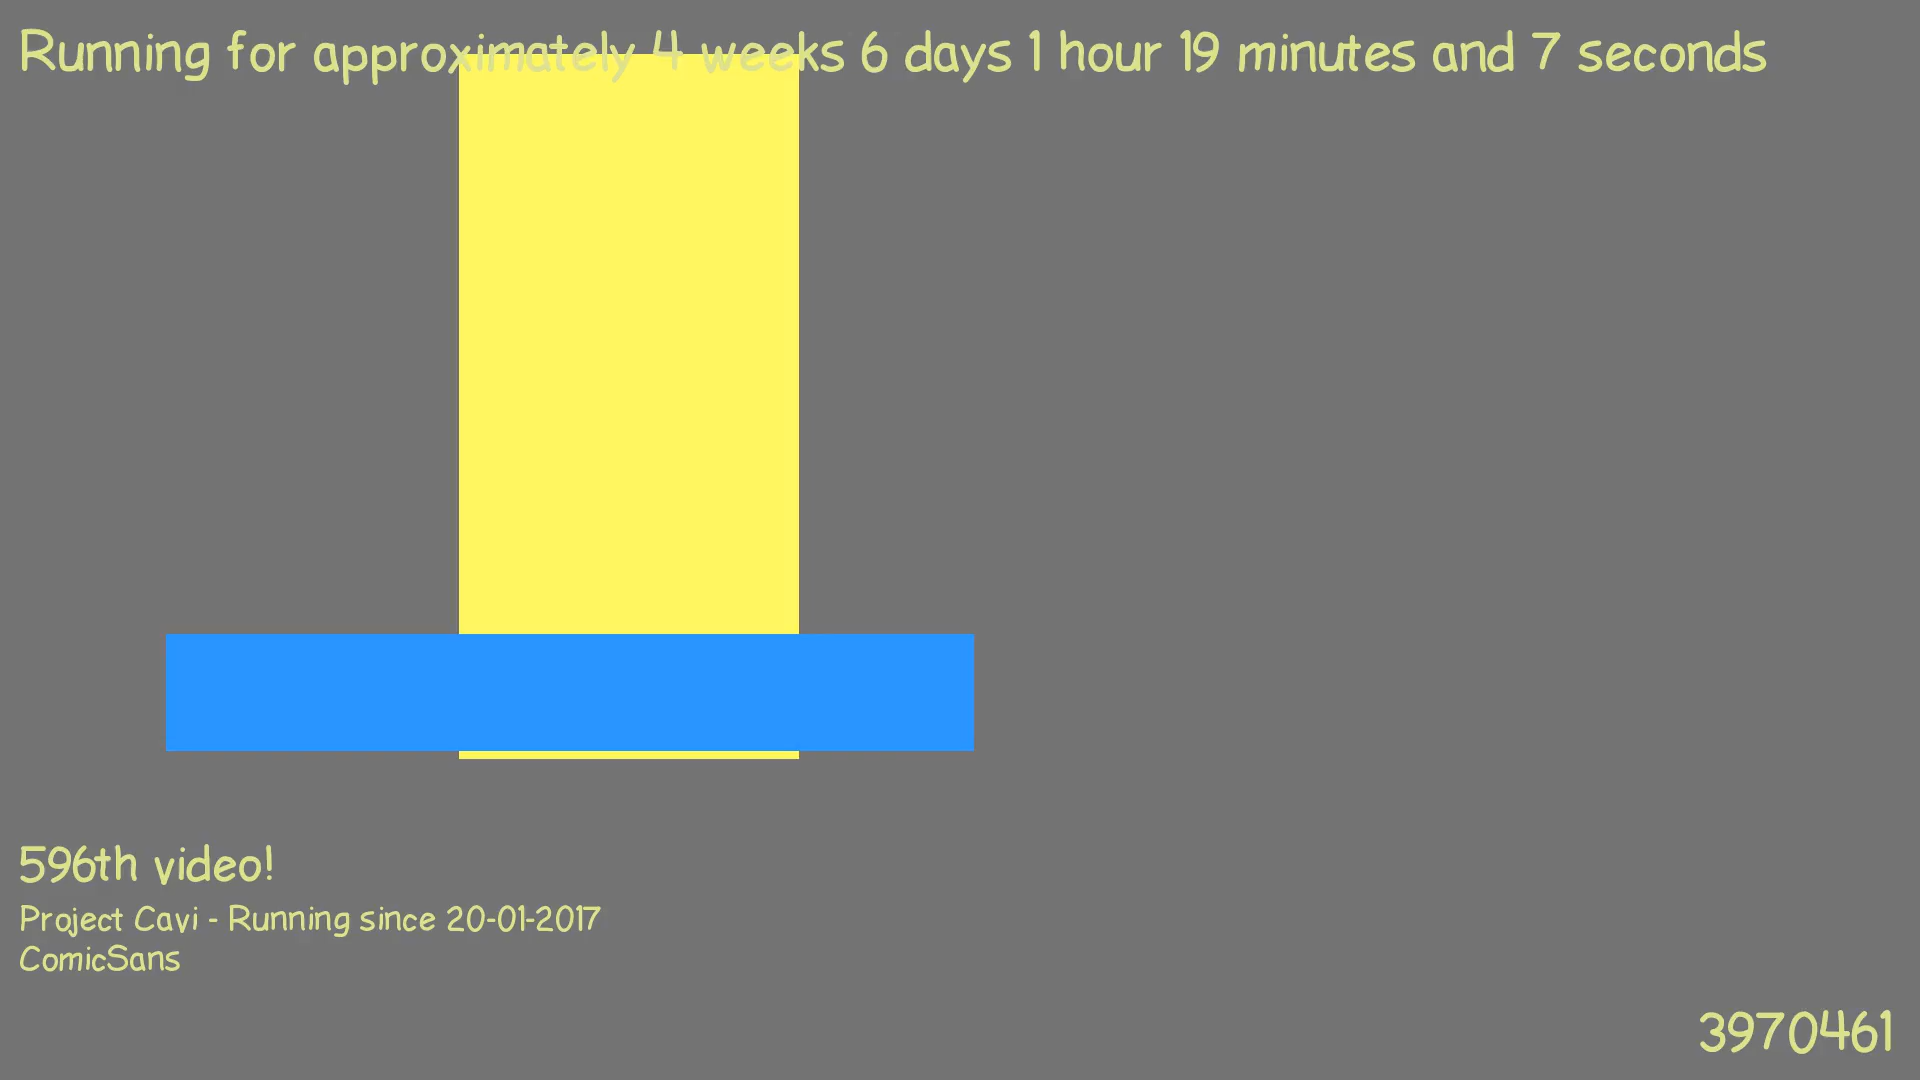 Running for approximately 4 weeks 6 days 1 hour 19 minutes and 7 seconds
596th video!
Project Cavi - Running since 20-01-2017
ComicSans
3970461